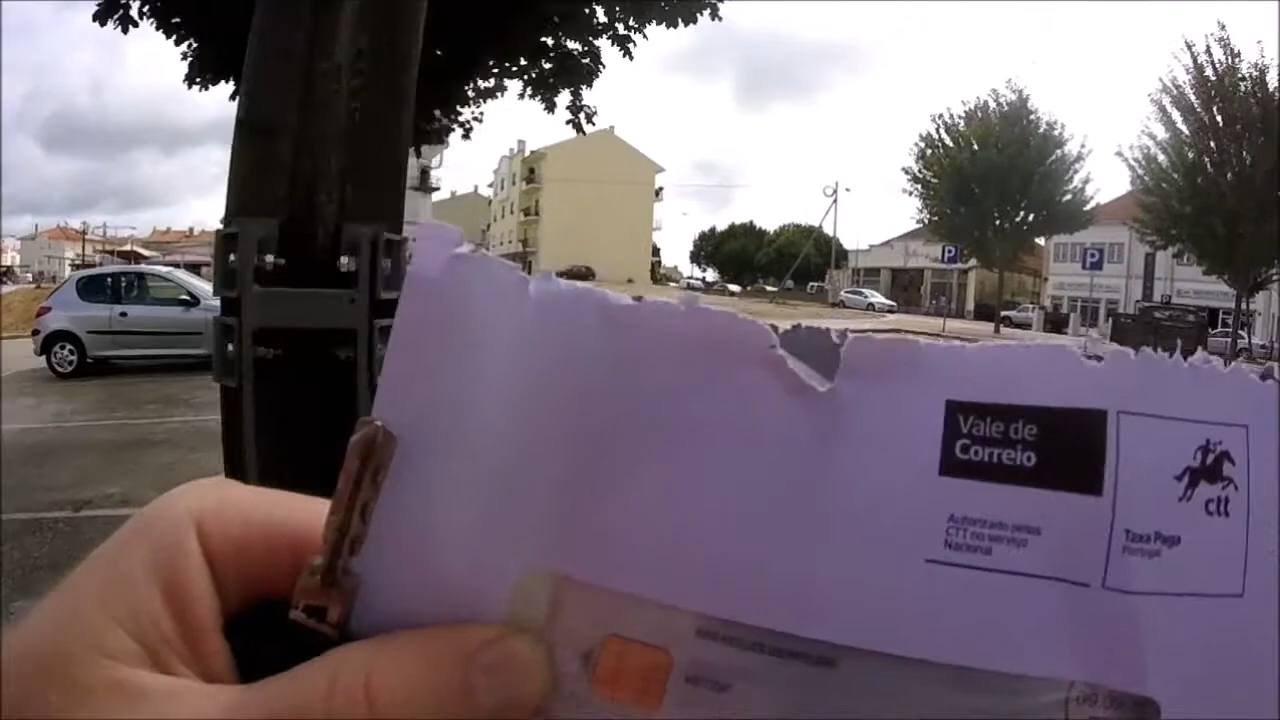 P
P
Vale de
Correio
ctt
Autorizado pelos
CTT no serviço
Nacional
Taxa Paga
Portugal